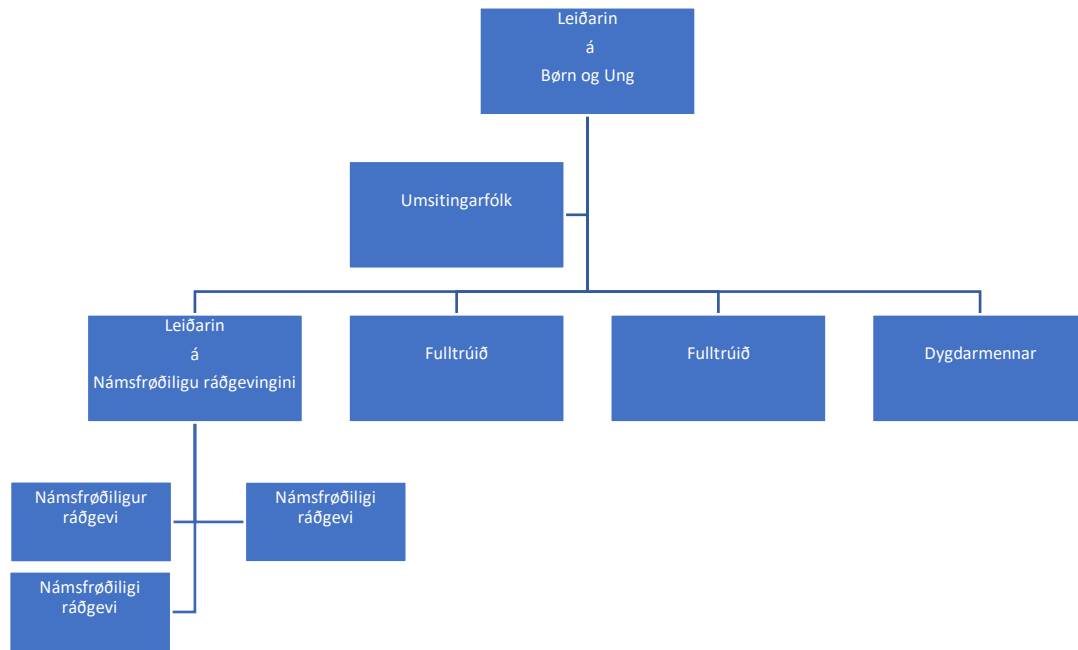 Leiðarin
á
Børn og Ung
Umsitingarfólk
Leiðarin
á
Námsfrøðiligu ráðgevingini
Fulltrúið
Fulltrúið
Dygdarmennar
Námsfrøðiligur
ráðgevi
Námsfrøðiligi
ráðgevi
Námsfrøðiligi
ráðgevi